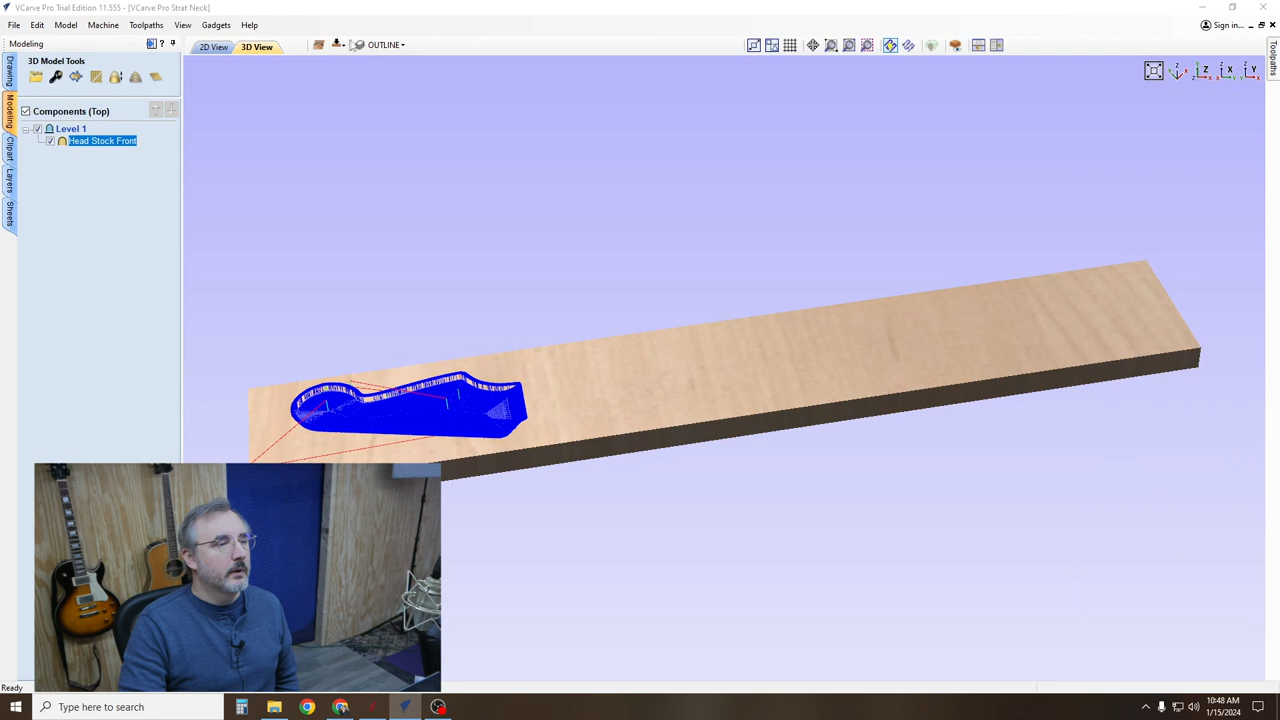 VCarve Pro Trial Edition 11.555 - [VCarve Pro Strat Neck]
File Edit Model Machine Toolpaths View Gadgets Help
Sign in...
Modeling
2D View 3D View
OUTLINE
3D Model Tools
Components (Top)
Level 1
Head Stock Front
Drawing
Modeling
Clipart
Layers
Sheets
Toolpaths
Ready
Type here to search
10:48 AM
1/15/2024